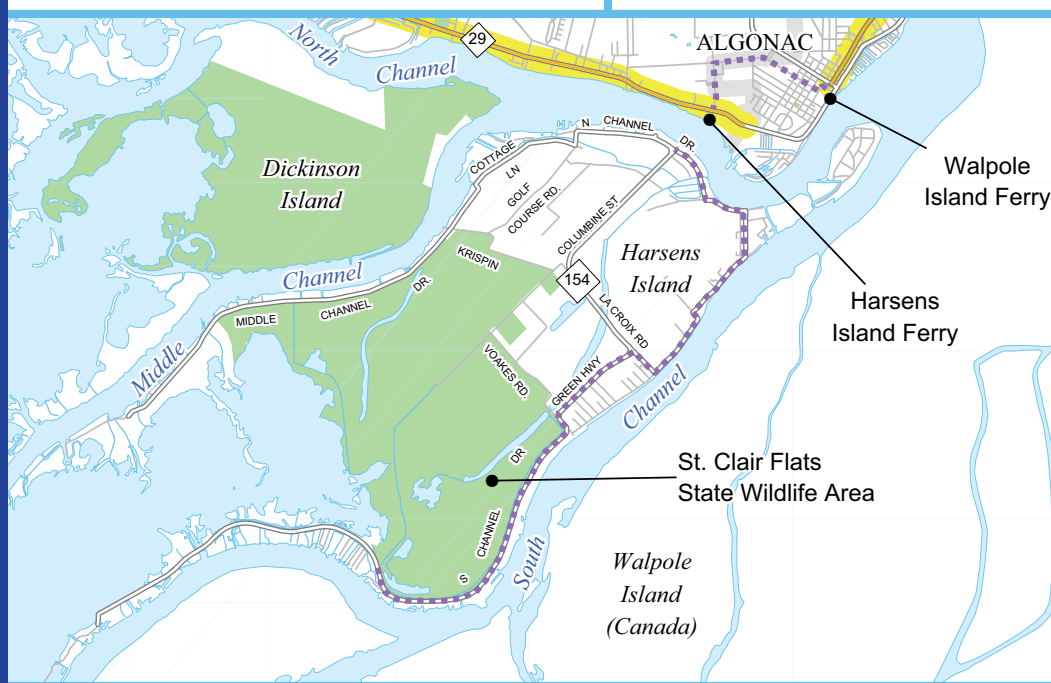 29
ALGONAC
North
Channel
N CHANNEL DR.
COTTAGE
LN
GOLF
COURSE RD.
Walpole
Island Ferry
Dickinson
Island
COLUMBINE ST
KRISPIN
DR.
Harsens
Island
Channel
154
MIDDLE CHANNEL
LA CROIX RD
Harsens
Island Ferry
Middle
VOAKES RD.
GREEN HWY
Channel
St. Clair Flats
State Wildlife Area
S CHANNEL DR
South
Walpole
Island
(Canada)